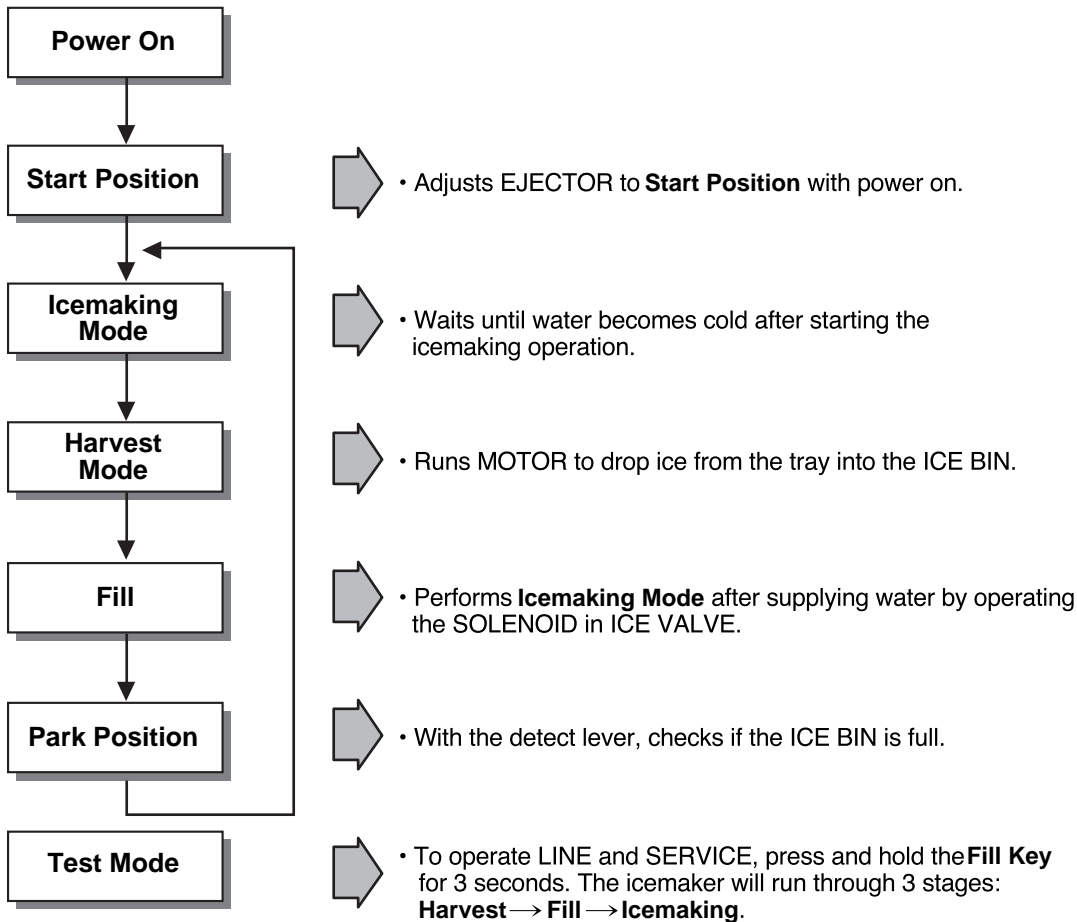 Power On
Start Position
• Adjusts EJECTOR to Start Position with power on.
Icemaking
Mode
• Waits until water becomes cold after starting the
icemaking operation.
Harvest
Mode
• Runs MOTOR to drop ice from the tray into the ICE BIN.
Fill
• Performs Icemaking Mode after supplying water by operating
the SOLENOID in ICE VALVE.
Park Position
• With the detect lever, checks if the ICE BIN is full.
Test Mode
• To operate LINE and SERVICE, press and hold the Fill Key
for 3 seconds. The icemaker will run through 3 stages:
Harvest → Fill → Icemaking.